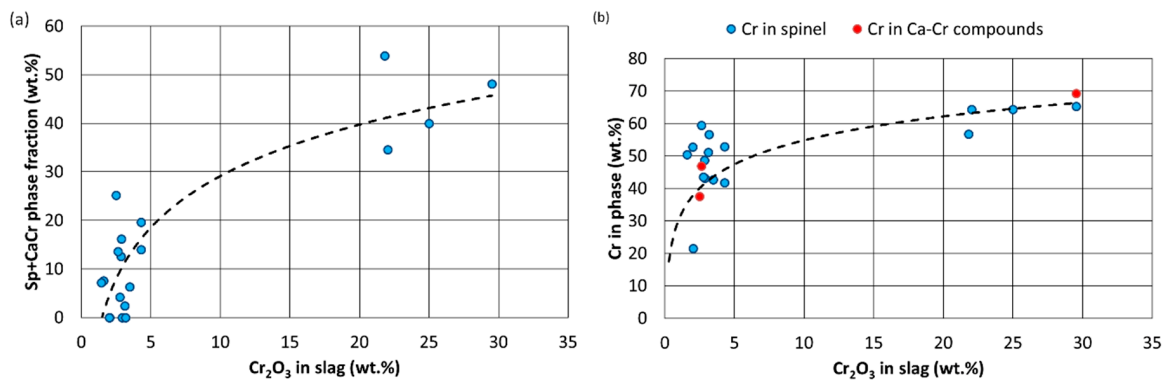 (a)
Sp+CaCr phase fraction (wt.%)
60
50
40
30
20
10
0
0 5 10 15 20 25 30 35
Cr₂O₃ in slag (wt.%)
(b)
Cr in spinel Cr in Ca-Cr compounds
Cr in phase (wt.%)
80
70
60
50
40
30
20
10
0
0 5 10 15 20 25 30 35
Cr₂O₃ in slag (wt.%)